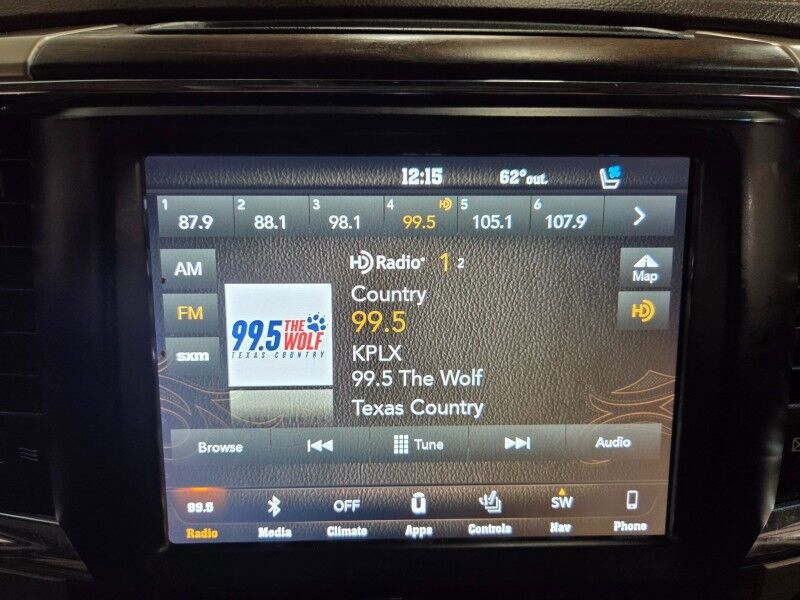 12:15 62° out.
1 87.9 2 88.1 3 98.1 4 99.5 HD 5 105.1 6 107.9
AM
FM
sxm
HD Radio 1 2
Country
99.5
KPLX
99.5 The Wolf
Texas Country
99.5 THE WOLF
TEXAS COUNTRY
Map
HD
Browse Tune Audio
99.5 OFF U SW
Radio Media Climate Apps Controls Nav Phone